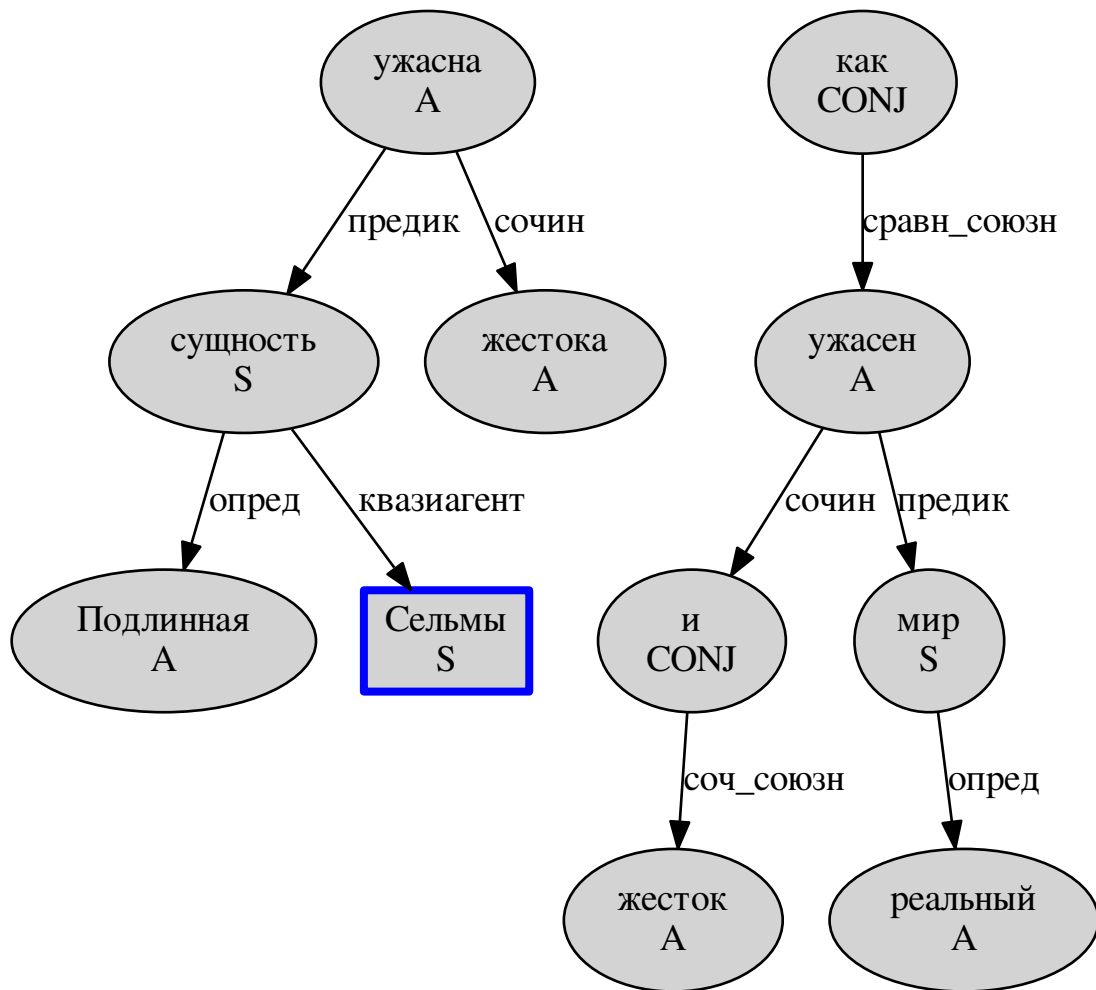 ужасна
A
как
CONJ
предик
сочин
сравн_союзн
сущность
S
жестока
A
ужасен
A
опред
квазиагент
сочин
предик
Подлинная
A
Сельмы
S
и
CONJ
мир
S
соч_союзн
опред
жесток
A
реальный
A